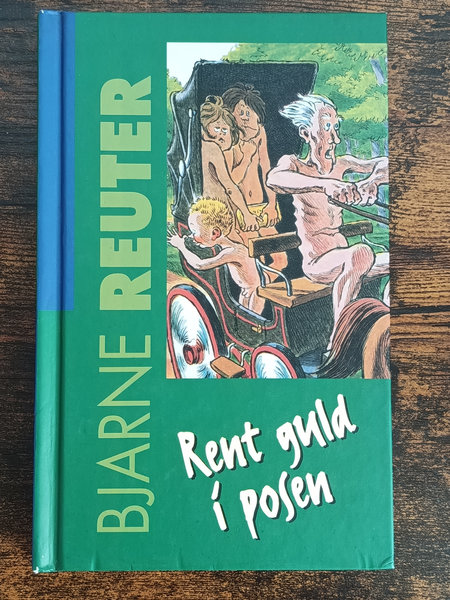 BJARNE REUTER
Rent guld
i posen